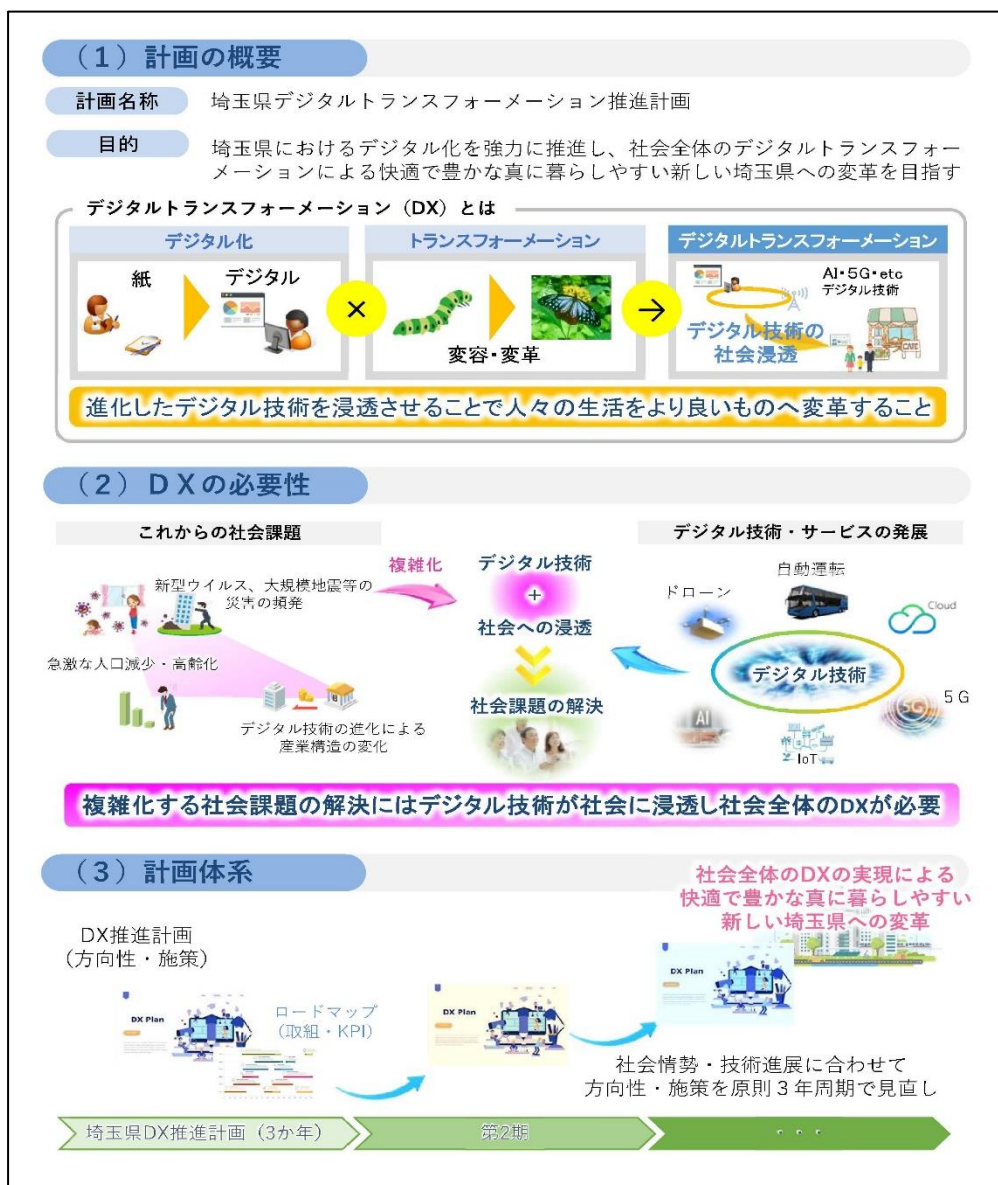 （１）計画の概要
計画名称
埼玉県デジタルトランスフォーメーション推進計画
目的
埼玉県におけるデジタル化を強力に推進し、社会全体のデジタルトランスフォー
メーションによる快適で豊かな真に暮らしやすい新しい埼玉県への変革を目指す
デジタルトランスフォーメーション（DX）とは
デジタル化
紙
デジタル
×
トランスフォーメーション
変容・変革
→
デジタルトランスフォーメーション
AI・5G・etc
デジタル技術
デジタル技術の
社会浸透
CAFE
進化したデジタル技術を浸透させることで人々の生活をより良いものへ変革すること
（２）ＤＸの必要性
これからの社会課題
新型ウイルス、大規模地震等の
災害の頻発
急激な人口減少・高齢化
デジタル技術の進化による
産業構造の変化
複雑化
デジタル技術
+
社会への浸透
社会課題の解決
デジタル技術・サービスの発展
自動運転
ドローン
Cloud
デジタル技術
5G
５Ｇ
AI
IoT
複雑化する社会課題の解決にはデジタル技術が社会に浸透し社会全体のDXが必要
（３）計画体系
社会全体のDXの実現による
快適で豊かな真に暮らしやすい
新しい埼玉県への変革
DX推進計画
（方向性・施策）
DX Plan
ロードマップ
（取組・KPI）
DX Plan
DX Plan
社会情勢・技術進展に合わせて
方向性・施策を原則３年周期で見直し
埼玉県DX推進計画（3か年）
第2期
・・・